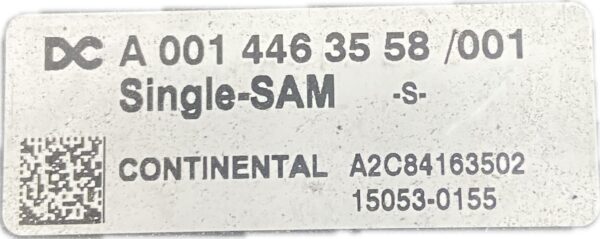 DC A 001 446 35 58 /001
Single-SAM -S-
CONTINENTAL A2C84163502
15053-0155